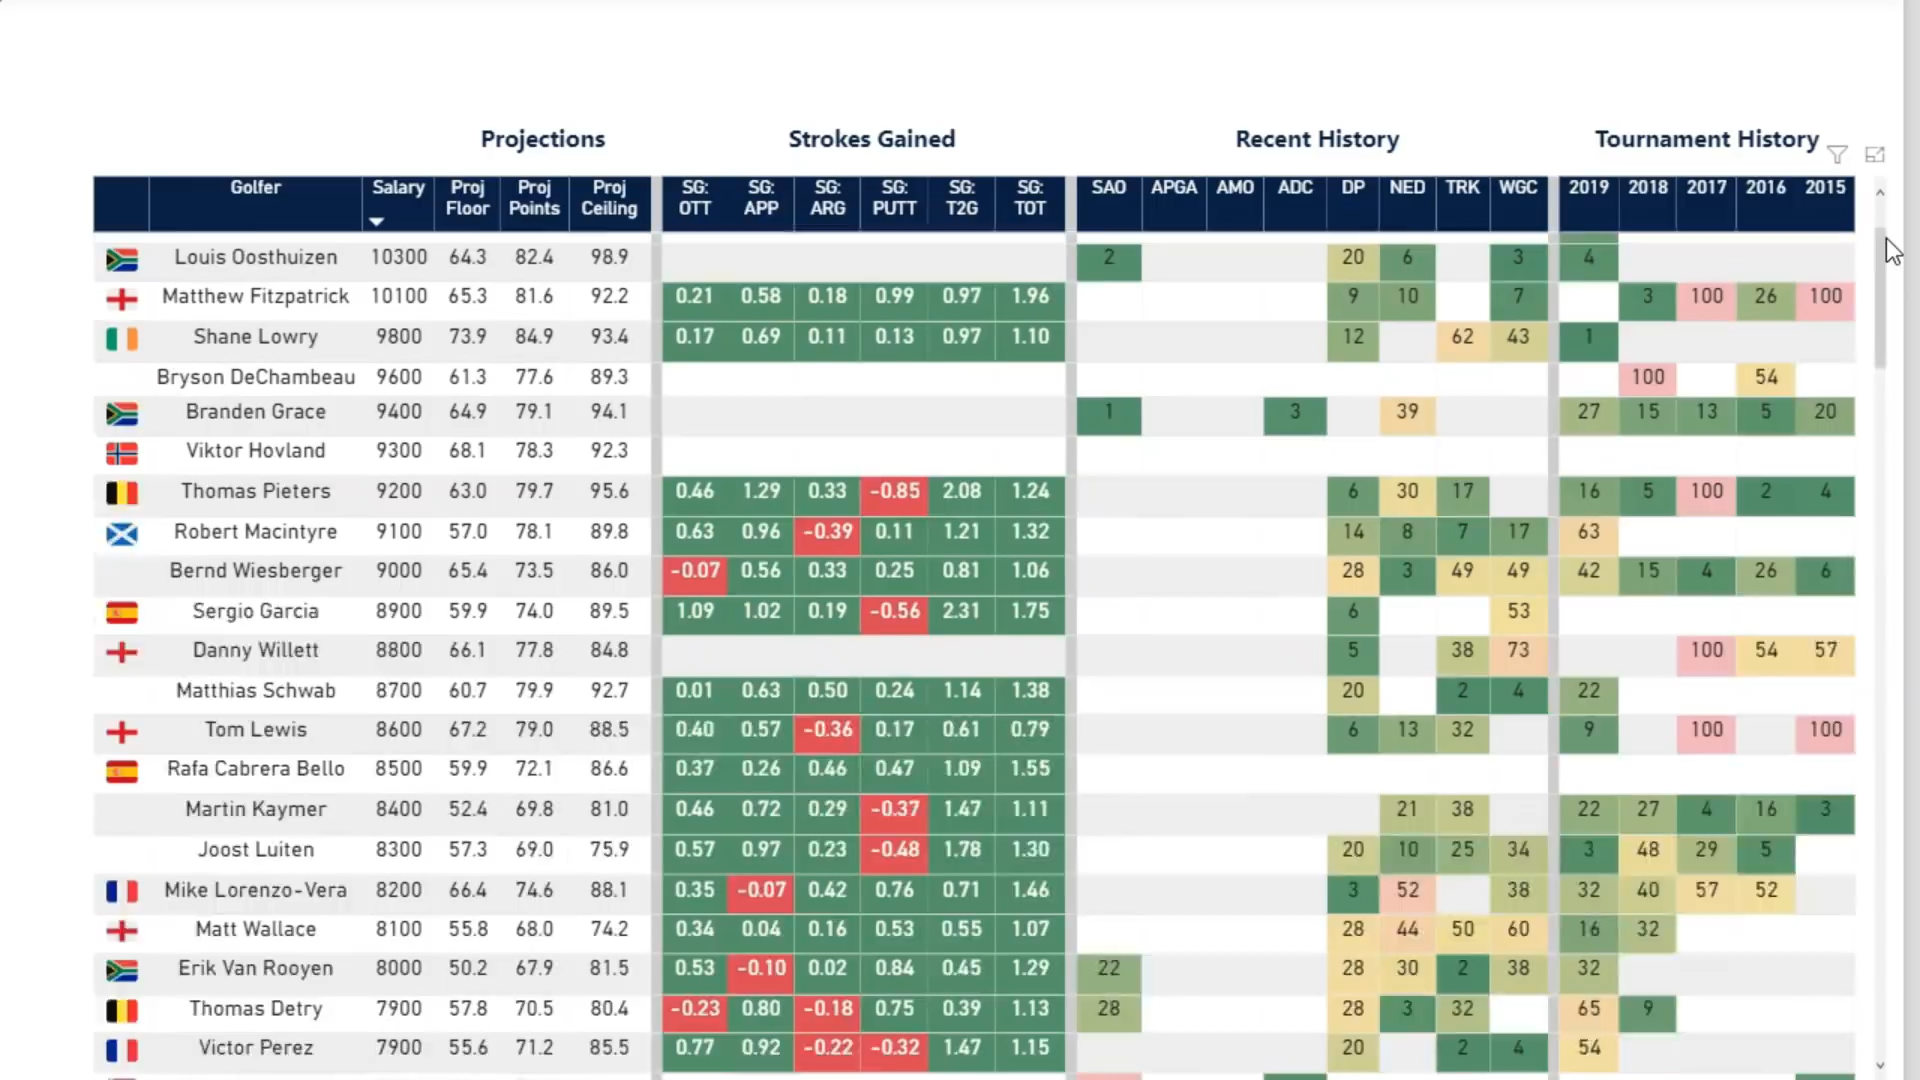 Projections Strokes Gained Recent History Tournament History
Golfer Salary Proj Floor Proj Points Proj Ceiling SG: OTT SG: APP SG: ARG SG: PUTT SG: T2G SG: TOT SAO APGA AMO ADC DP NED TRK WGC 2019 2018 2017 2016 2015
Louis Oosthuizen 10300 64.3 82.4 98.9 2 20 6 3 4
Matthew Fitzpatrick 10100 65.3 81.6 92.2 0.21 0.58 0.18 0.99 0.97 1.96 9 10 7 3 100 26 100
Shane Lowry 9800 73.9 84.9 93.4 0.17 0.69 0.11 0.13 0.97 1.10 12 62 43 1
Bryson DeChambeau 9600 61.3 77.6 89.3 100 54
Branden Grace 9400 64.9 79.1 94.1 1 3 39 27 15 13 5 20
Viktor Hovland 9300 68.1 78.3 92.3
Thomas Pieters 9200 63.0 79.7 95.6 0.46 1.29 0.33 -0.85 2.08 1.24 6 30 17 16 5 100 2 4
Robert Macintyre 9100 57.0 78.1 89.8 0.63 0.96 -0.39 0.11 1.21 1.32 14 8 7 17 63
Bernd Wiesberger 9000 65.4 73.5 86.0 -0.07 0.56 0.33 0.25 0.81 1.06 28 3 49 49 42 15 4 26 6
Sergio Garcia 8900 59.9 74.0 89.5 1.09 1.02 0.19 -0.56 2.31 1.75 6 53
Danny Willett 8800 66.1 77.8 84.8 5 38 73 100 54 57
Matthias Schwab 8700 60.7 79.9 92.7 0.01 0.63 0.50 0.24 1.14 1.38 20 2 4 22
Tom Lewis 8600 67.2 79.0 88.5 0.40 0.57 -0.36 0.17 0.61 0.79 6 13 32 9 100 100
Rafa Cabrera Bello 8500 59.9 72.1 86.6 0.37 0.26 0.46 0.47 1.09 1.55
Martin Kaymer 8400 52.4 69.8 81.0 0.46 0.72 0.29 -0.37 1.47 1.11 21 38 22 27 4 16 3
Joost Luiten 8300 57.3 69.0 75.9 0.57 0.97 0.23 -0.48 1.78 1.30 20 10 25 34 3 48 29 5
Mike Lorenzo-Vera 8200 66.4 74.6 88.1 0.35 -0.07 0.42 0.76 0.71 1.46 3 52 38 32 40 57 52
Matt Wallace 8100 55.8 68.0 74.2 0.34 0.04 0.16 0.53 0.55 1.07 28 44 50 60 16 32
Erik Van Rooyen 8000 50.2 67.9 81.5 0.53 -0.10 0.02 0.84 0.45 1.29 22 28 30 2 38 32
Thomas Detry 7900 57.8 70.5 80.4 -0.23 0.80 -0.18 0.75 0.39 1.13 28 28 3 32 65 9
Victor Perez 7900 55.6 71.2 85.5 0.77 0.92 -0.22 -0.32 1.47 1.15 20 2 4 54